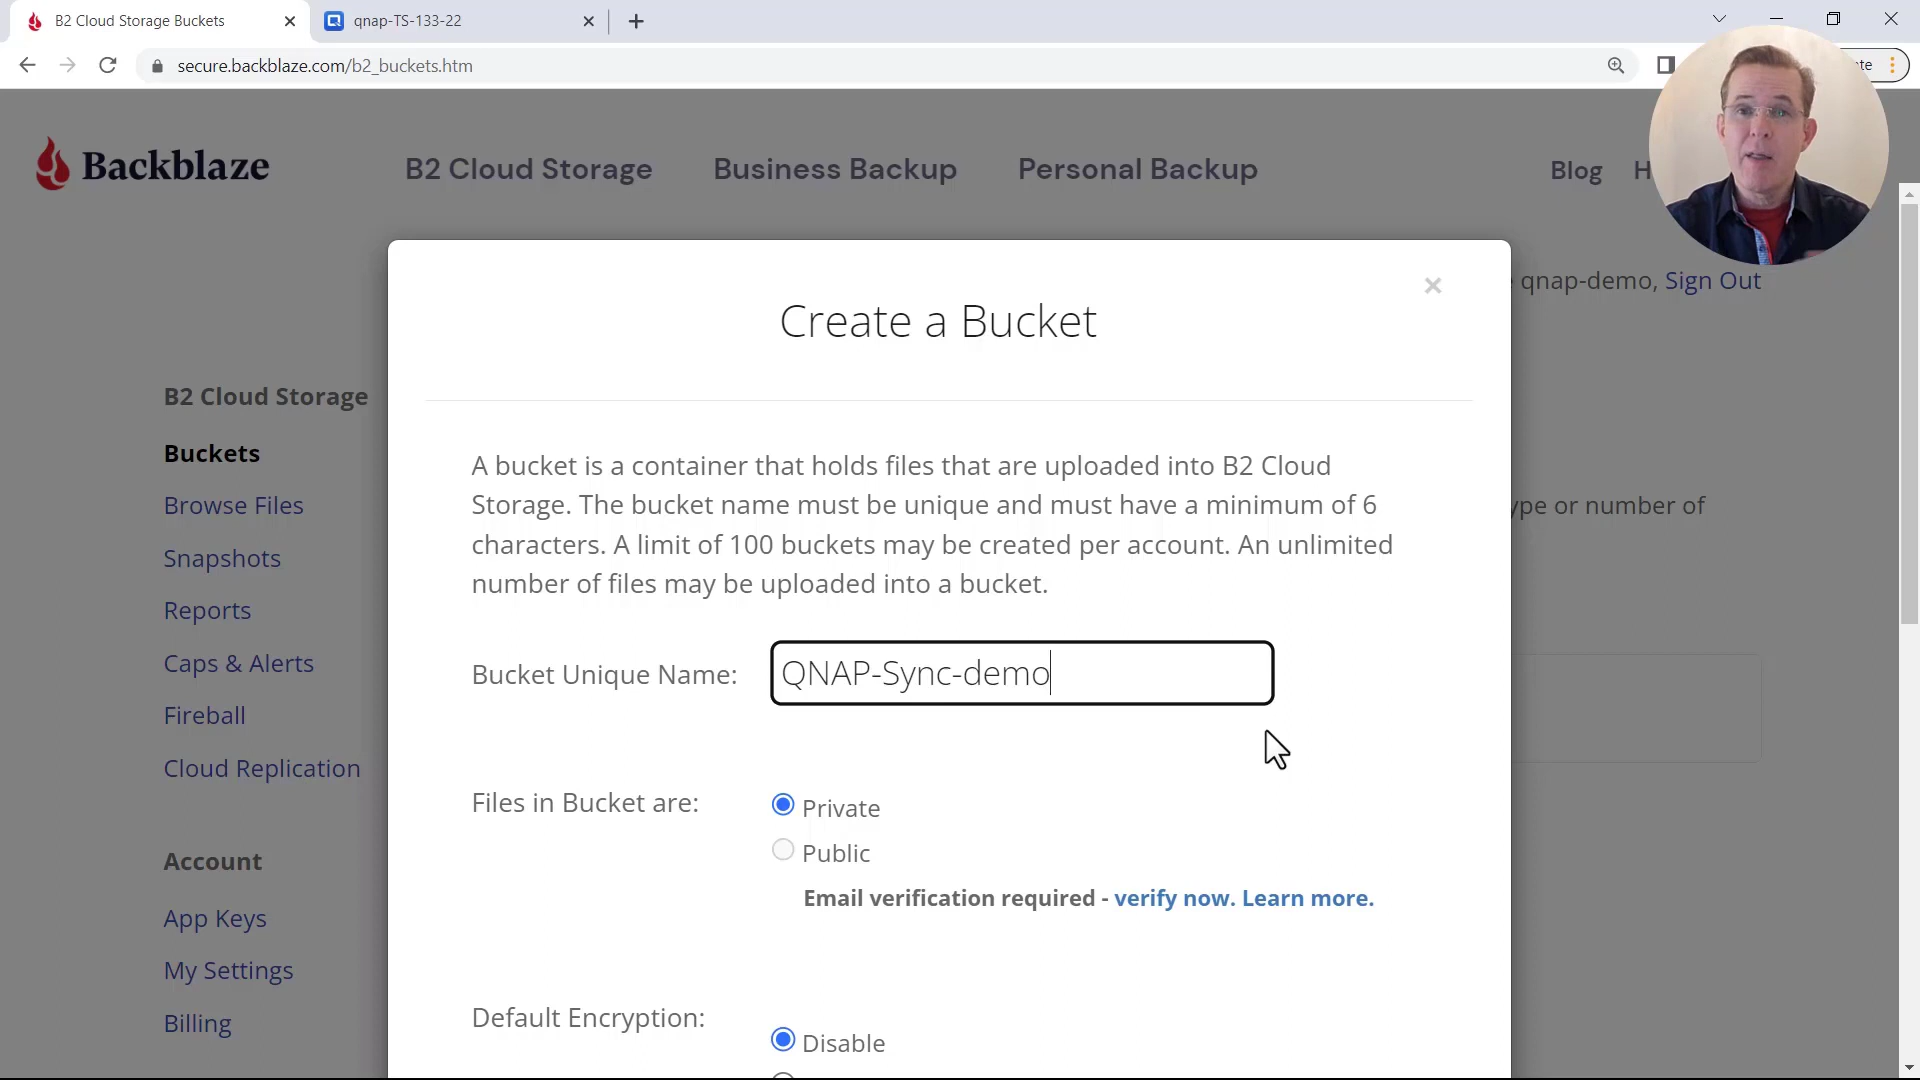 B2 Cloud Storage Buckets
qnap-TS-133-22
secure.backblaze.com/b2_buckets.htm
Backblaze
B2 Cloud Storage
Business Backup
Personal Backup
Blog
qnap-demo, Sign Out
Create a Bucket
B2 Cloud Storage
Buckets
Browse Files
Snapshots
Reports
Caps & Alerts
Fireball
Cloud Replication
Account
App Keys
My Settings
Billing
A bucket is a container that holds files that are uploaded into B2 Cloud
Storage. The bucket name must be unique and must have a minimum of 6
characters. A limit of 100 buckets may be created per account. An unlimited
number of files may be uploaded into a bucket.
or number of
Bucket Unique Name: QNAP-Sync-demo
Files in Bucket are:
Private
Public
Email verification required - verify now. Learn more.
Default Encryption:
Disable